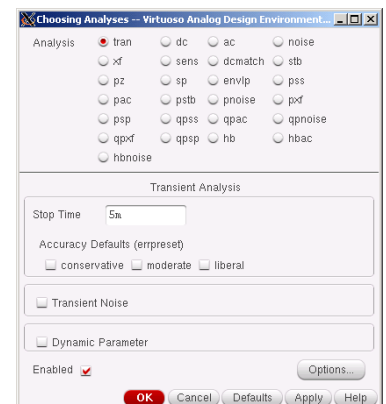 Choosing Analyses -- Virtuoso Analog Design Environment...
Analysis tran dc ac noise
xf sens dcmatch stb
pz sp envlp pss
pac pstb pnoise pxf
psp qpss qpac qpnoise
qpxf qpsp hb hbac
hbnoise
Transient Analysis
Stop Time 5m
Accuracy Defaults (errpreset)
conservative moderate liberal
Transient Noise
Dynamic Parameter
Enabled Options...
OK Cancel Defaults Apply Help